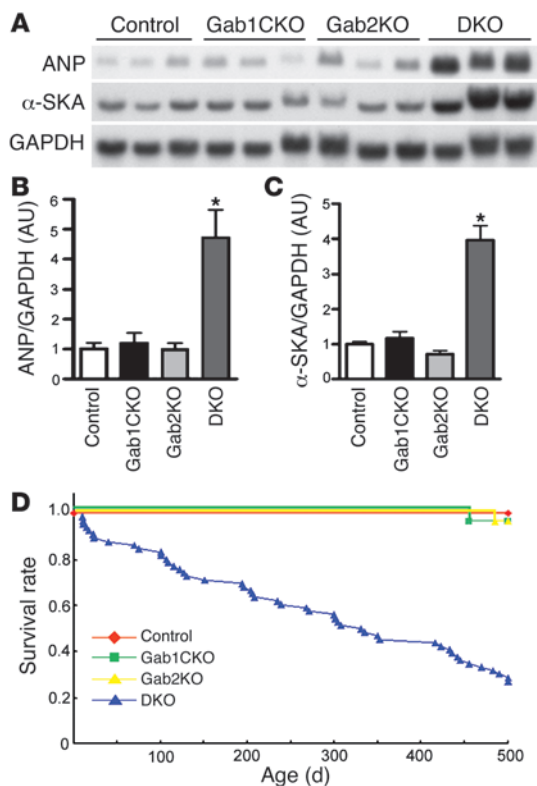 A
Control Gab1CKO Gab2KO DKO
ANP
α-SKA
GAPDH
B
ANP/GAPDH (AU)
6
5
4
3
2
1
0
*
Control
Gab1CKO
Gab2KO
DKO
C
α-SKA/GAPDH (AU)
5
4
2
1
0
*
Control
Gab1CKO
Gab2KO
DKO
D
Survival rate
1.0
0.8
0.6
0.4
0.2
0
Control
Gab1CKO
Gab2KO
DKO
100 200 300 400 500
Age (d)